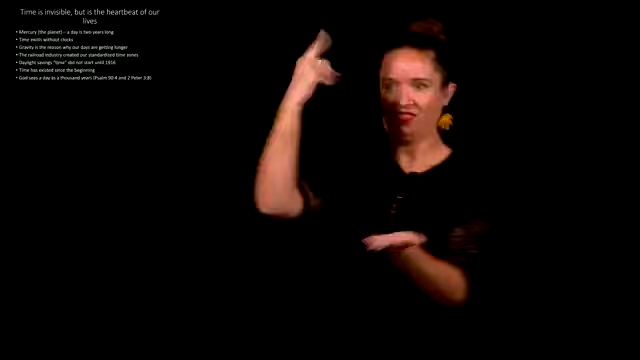 Time is invisible, but is the heartbeat of our
lives
• Mercury (the planet) – a day is two years long
• Time exists without clocks
• Gravity is the reason why our days are getting longer
• The railroad industry created our standardized time zones
• Daylight savings "time" did not start until 1916
• Time has existed since the beginning
• God sees a day as a thousand years (Psalm 90:4 and 2 Peter 3:8)